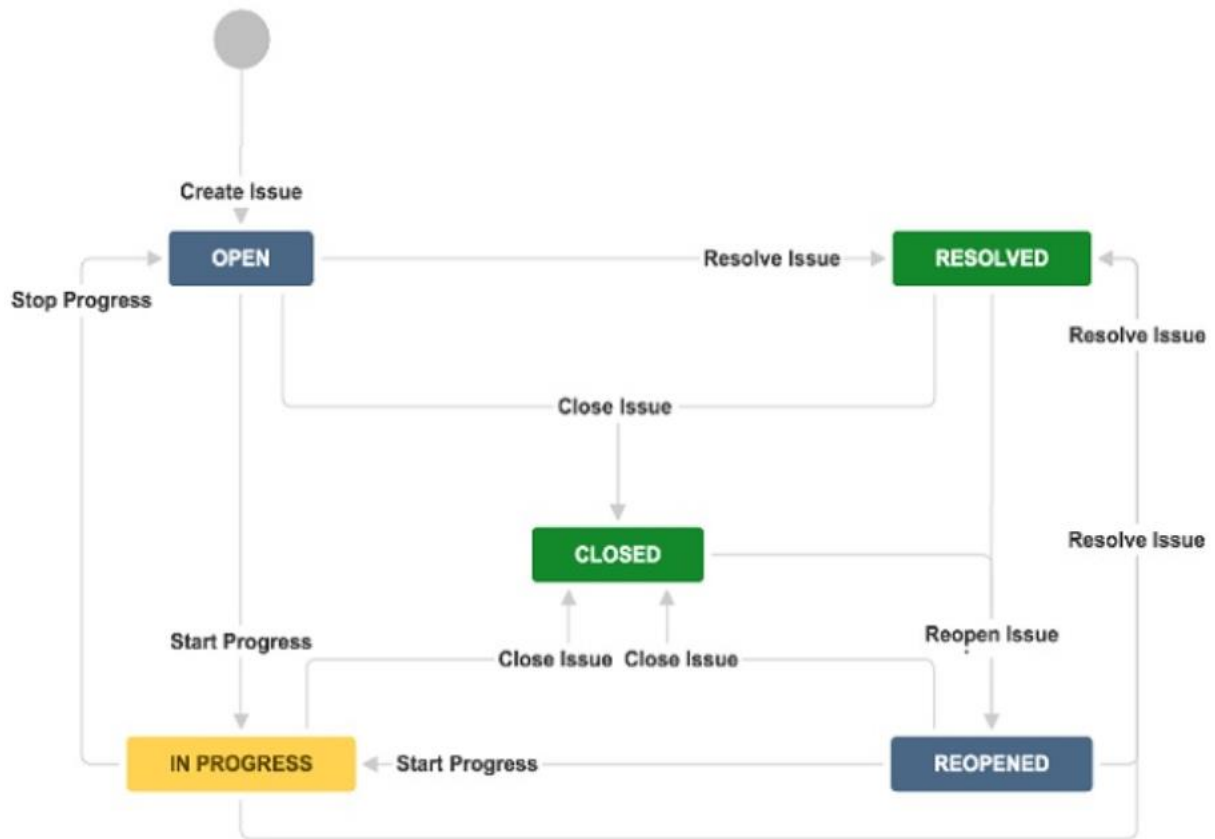 Create Issue
OPEN
Resolve Issue
RESOLVED
Stop Progress
Resolve Issue
Close Issue
CLOSED
Resolve Issue
Start Progress
Close Issue
Close Issue
Reopen Issue
IN PROGRESS
Start Progress
REOPENED